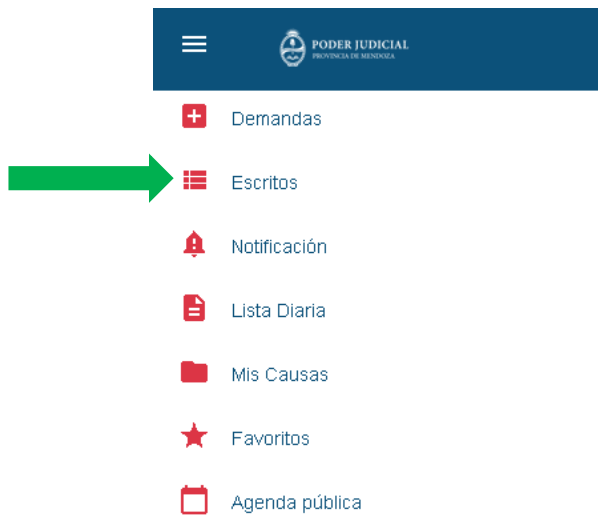 PODER JUDICIAL
PROVINCIA DE MENDOZA
Demandas
Escritos
Notificación
Lista Diaria
Mis Causas
Favoritos
Agenda pública